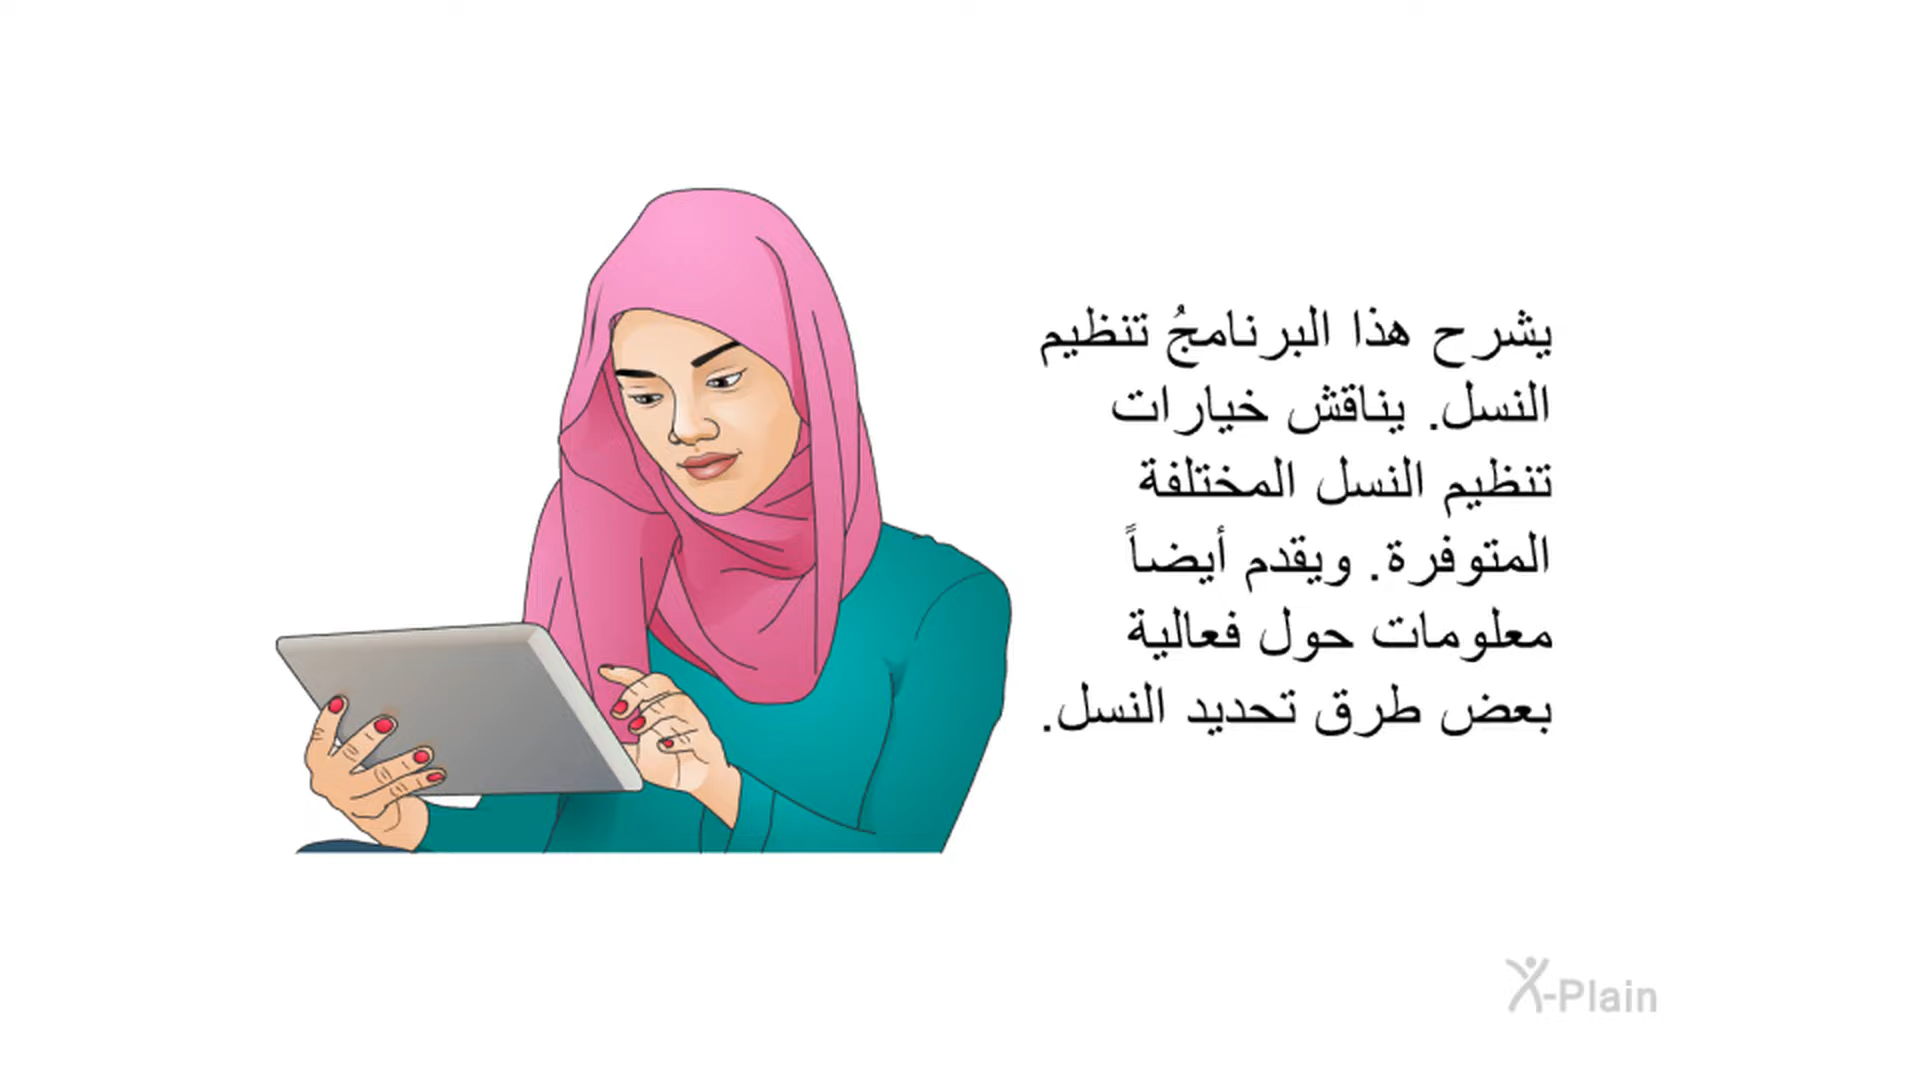 يشرح هذا البرنامجُ تنظيم
النسل. يناقش خيارات
تنظيم النسل المختلفة
المتوفرة. ويقدم أيضاً
معلومات حول فعالية
بعض طرق تحديد النسل.
X-Plain